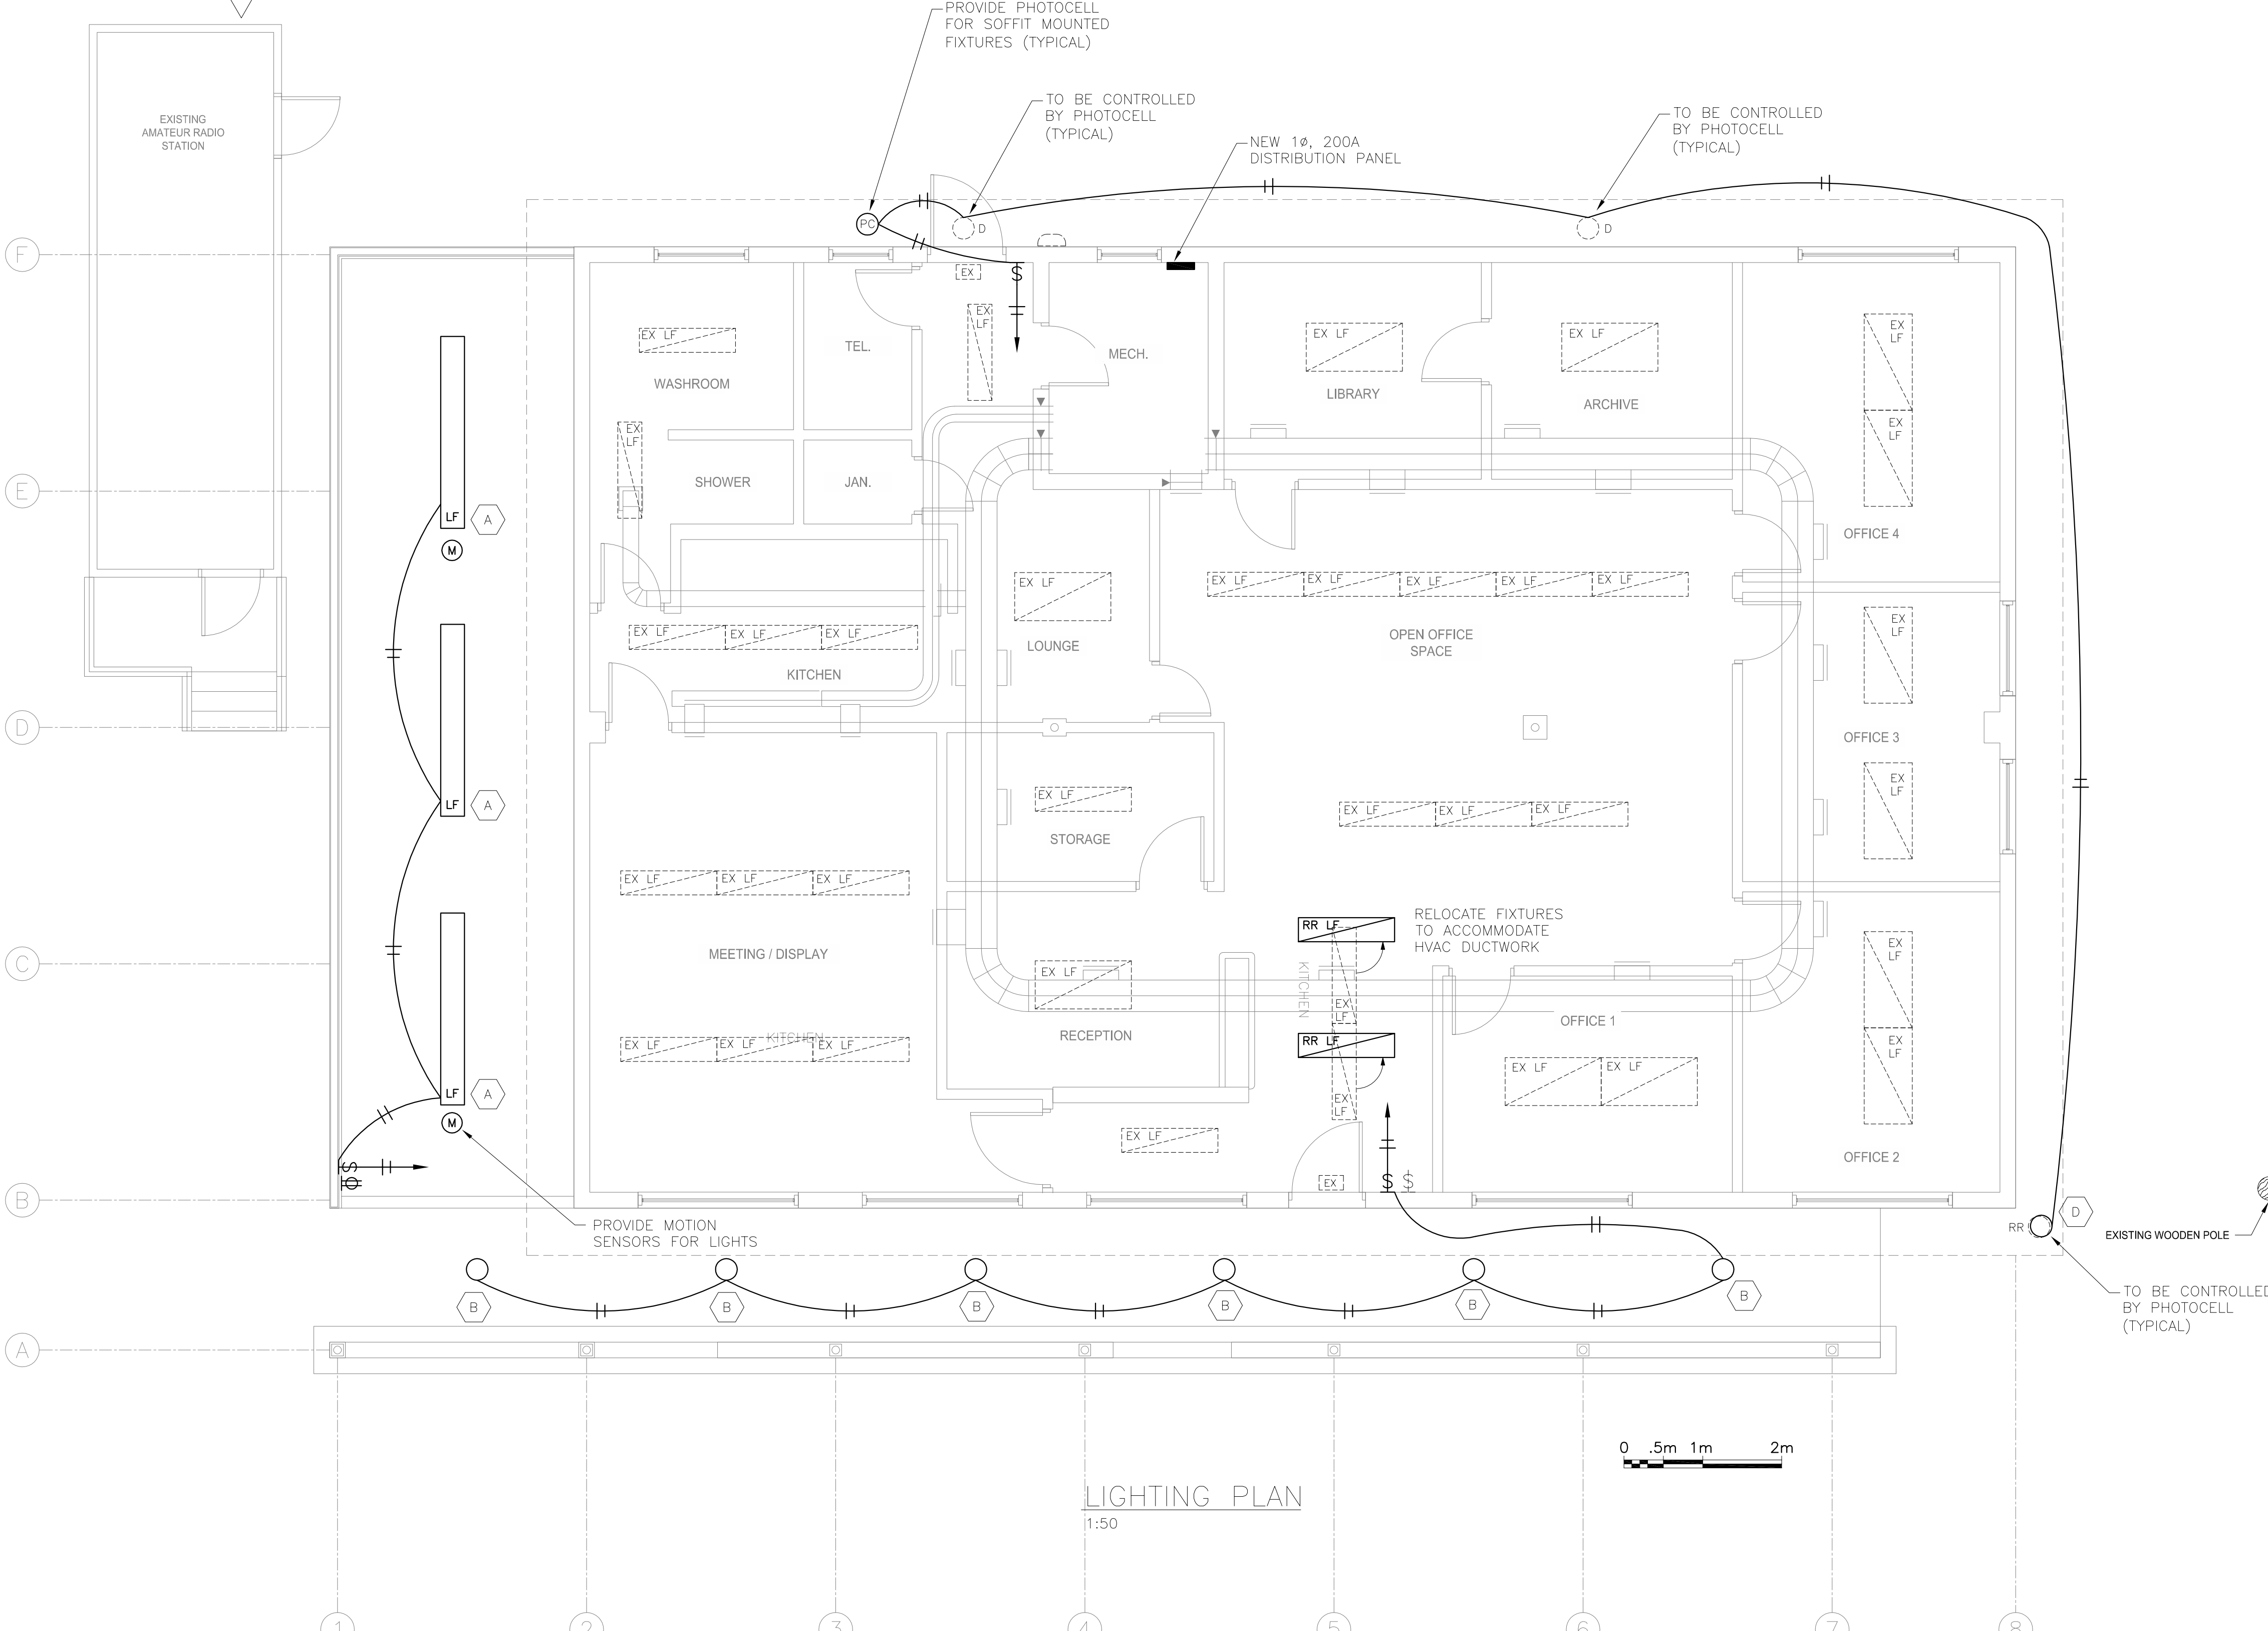 PROVIDE PHOTOCELL
FOR SOFFIT MOUNTED
FIXTURES (TYPICAL)
TO BE CONTROLLED
BY PHOTOCELL
(TYPICAL)
TO BE CONTROLLED
BY PHOTOCELL
(TYPICAL)
NEW 1ø, 200A
DISTRIBUTION PANEL
EXISTING
AMATEUR RADIO
STATION
PC
D
D
F
EX
S
EX
LF
EX LF
WASHROOM
TEL.
MECH.
EX LF
LIBRARY
EX LF
ARCHIVE
EX
LF
EX
LF
EX
LF
E
SHOWER
JAN.
LF
A
M
OFFICE 4
EX LF
LOUNGE
EX LF
EX LF
EX LF
EX LF
EX LF
OPEN OFFICE
SPACE
EX LF
EX LF
EX LF
KITCHEN
EX
LF
D
OFFICE 3
EX
LF
LF
A
EX LF
STORAGE
EX LF
EX LF
EX LF
EX LF
EX LF
EX LF
MEETING / DISPLAY
RR LF
RELOCATE FIXTURES
TO ACCOMMODATE
HVAC DUCTWORK
C
EX LF
RECEPTION
KITCHEN
EX
LF
EX
LF
OFFICE 1
EX LF
KITCHEN
EX LF
EX LF
RR LF
EX LF
EX LF
EX
LF
LF
A
M
EX
LF
EX LF
OFFICE 2
S
EX
S
$
B
PROVIDE MOTION
SENSORS FOR LIGHTS
RR
D
EXISTING WOODEN POLE
B
B
B
B
B
B
TO BE CONTROLLED
BY PHOTOCELL
(TYPICAL)
A
0 .5m 1m 2m
LIGHTING PLAN
1:50
1
2
3
4
5
6
7
8